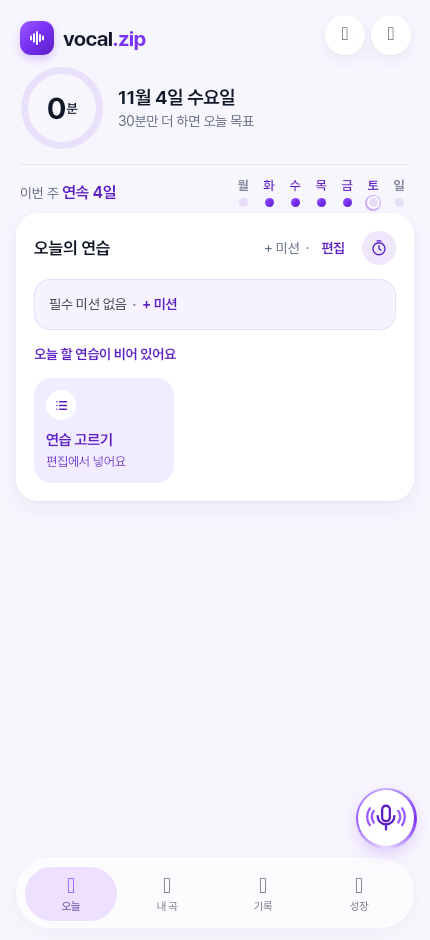 vocal.zip
0분
11월 4일 수요일
30분만 더 하면 오늘 목표
이번 주 연속 4일
월 화 수 목 금 토 일
오늘의 연습
+ 미션 · 편집
필수 미션 없음 · + 미션
오늘 할 연습이 비어 있어요
연습 고르기
편집에서 넣어요
오늘 내 곡 기록 성장